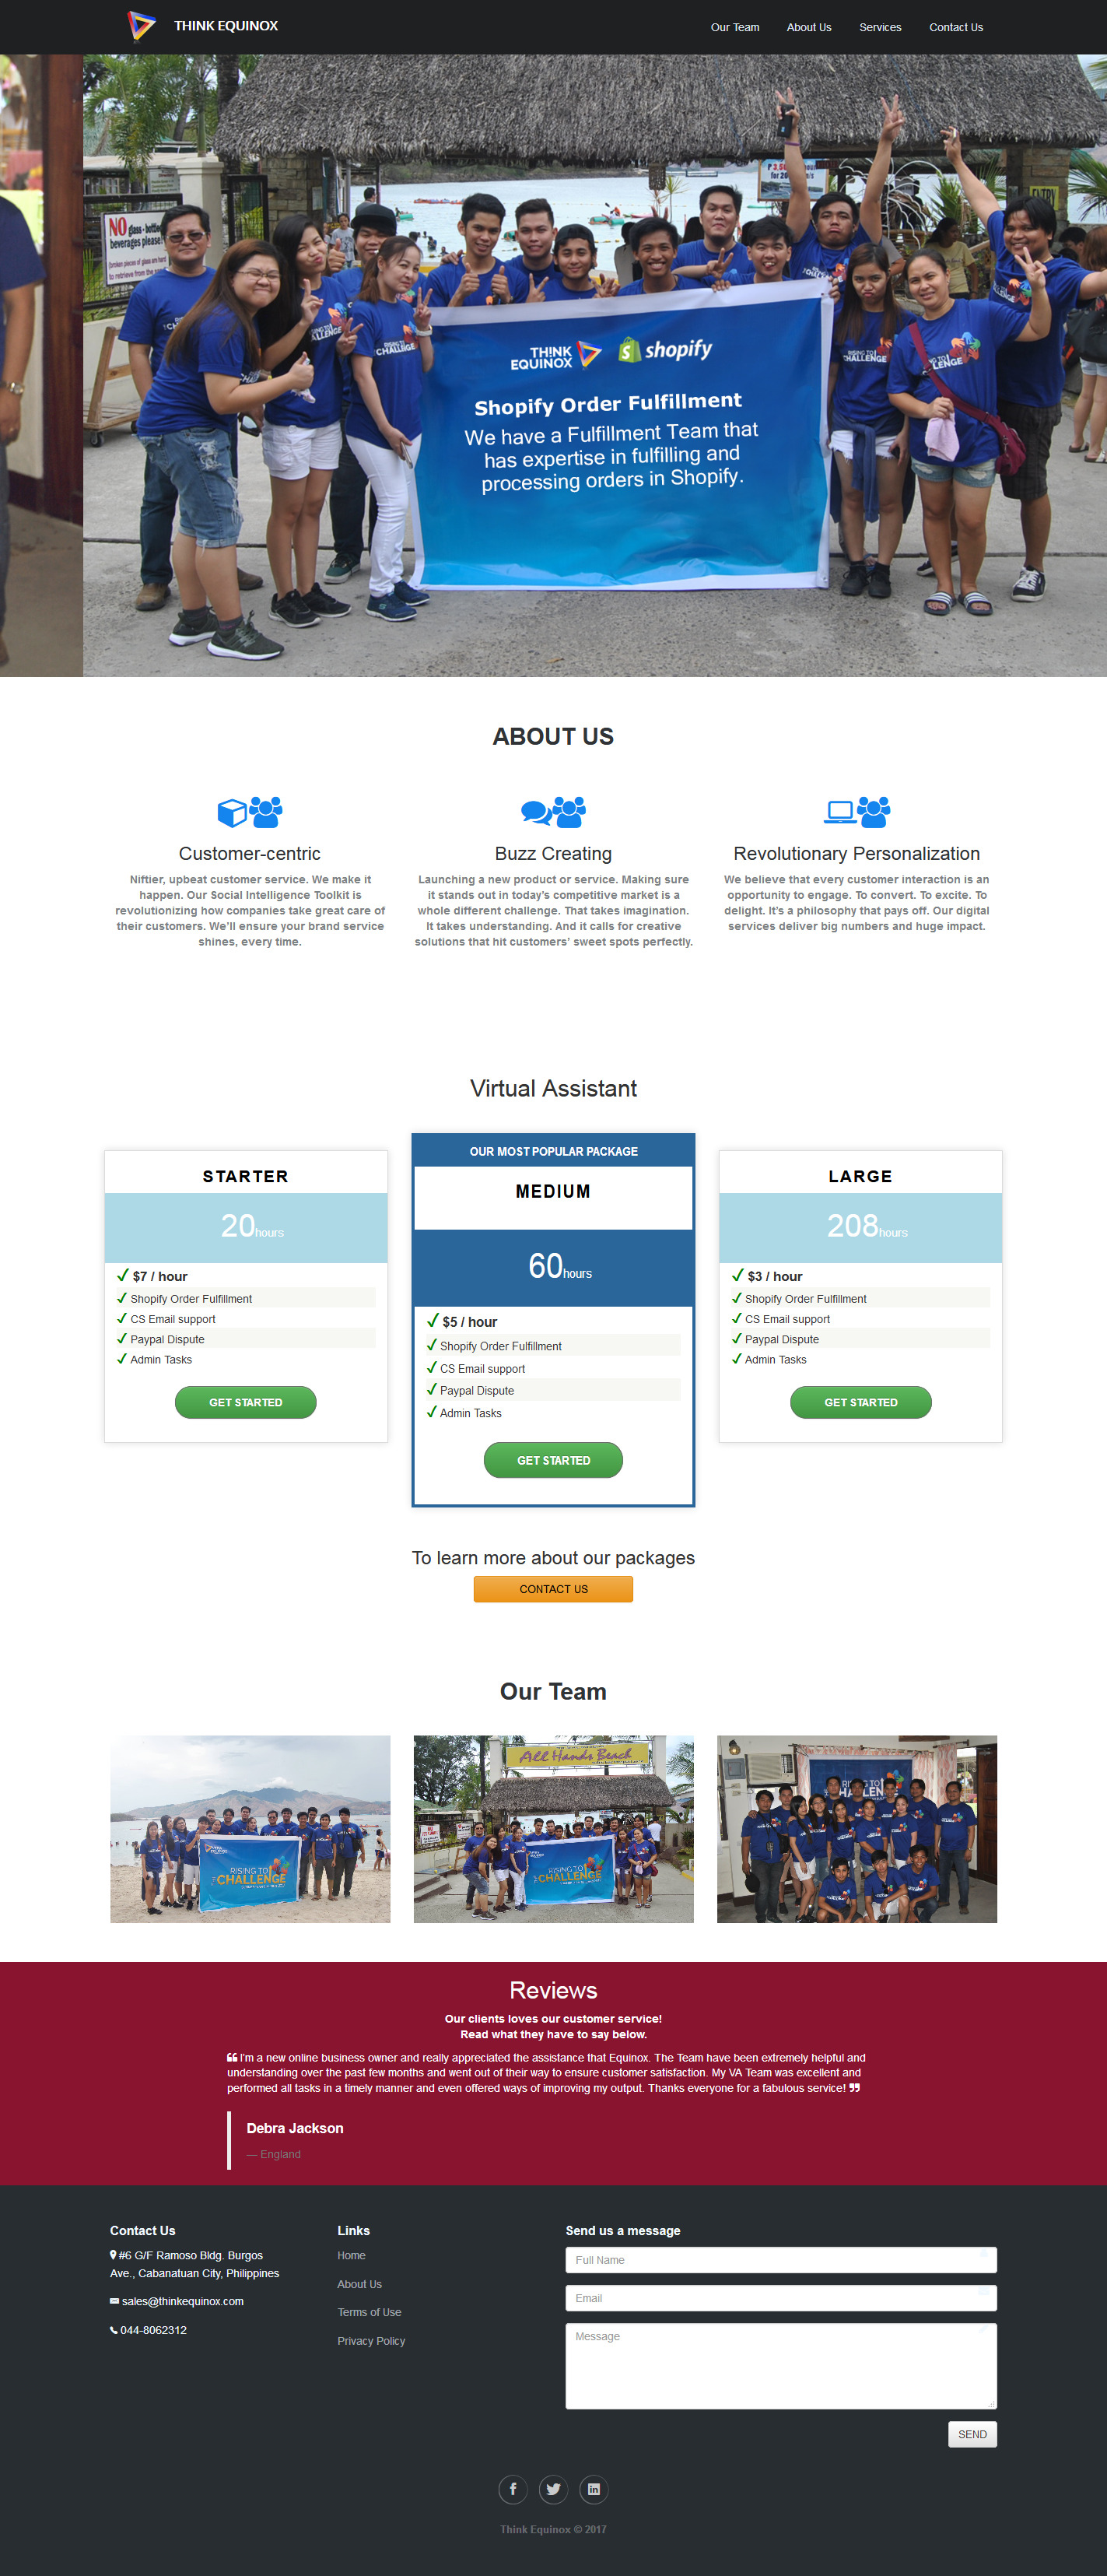 THINK EQUINOX
Our Team About Us Services Contact Us
NO glass - bottled
beverages please!
Broken pieces of glass are hard
to retrieve from the
THINK
EQUINOX
shopify
Shopify Order Fulfillment
We have a Fulfillment Team that
has expertise in fulfilling and
processing orders in Shopify.
RISING TO
CHALLENGE
ABOUT US
Customer-centric
Niftier, upbeat customer service. We make it
happen. Our Social Intelligence Toolkit is
revolutionizing how companies take great care of
their customers. We'll ensure your brand service
shines, every time.
Buzz Creating
Launching a new product or service. Making sure
it stands out in today's competitive market is a
whole different challenge. That takes imagination.
It takes understanding. And it calls for creative
solutions that hit customers' sweet spots perfectly.
Revolutionary Personalization
We believe that every customer interaction is an
opportunity to engage. To convert. To excite. To
delight. It's a philosophy that pays off. Our digital
services deliver big numbers and huge impact.
Virtual Assistant
STARTER
20hours
$7 / hour
Shopify Order Fulfillment
CS Email support
Paypal Dispute
Admin Tasks
GET STARTED
OUR MOST POPULAR PACKAGE
MEDIUM
60hours
$5 / hour
Shopify Order Fulfillment
CS Email support
Paypal Dispute
Admin Tasks
GET STARTED
LARGE
208hours
$3 / hour
Shopify Order Fulfillment
CS Email support
Paypal Dispute
Admin Tasks
GET STARTED
To learn more about our packages
CONTACT US
Our Team
RISING TO
CHALLENGE
All Hands Beach
RISING TO
CHALLENGE
RISING TO
CHALLENGE
Reviews
Our clients loves our customer service!
Read what they have to say below.
I'm a new online business owner and really appreciated the assistance that Equinox. The Team have been extremely helpful and
understanding over the past few months and went out of their way to ensure customer satisfaction. My VA Team was excellent and
performed all tasks in a timely manner and even offered ways of improving my output. Thanks everyone for a fabulous service!
Debra Jackson
— England
Contact Us
#6 G/F Ramoso Bldg. Burgos
Ave., Cabanatuan City, Philippines
sales@thinkequinox.com
044-8062312
Links
Home
About Us
Terms of Use
Privacy Policy
Send us a message
Full Name
Email
Message
SEND
Think Equinox © 2017